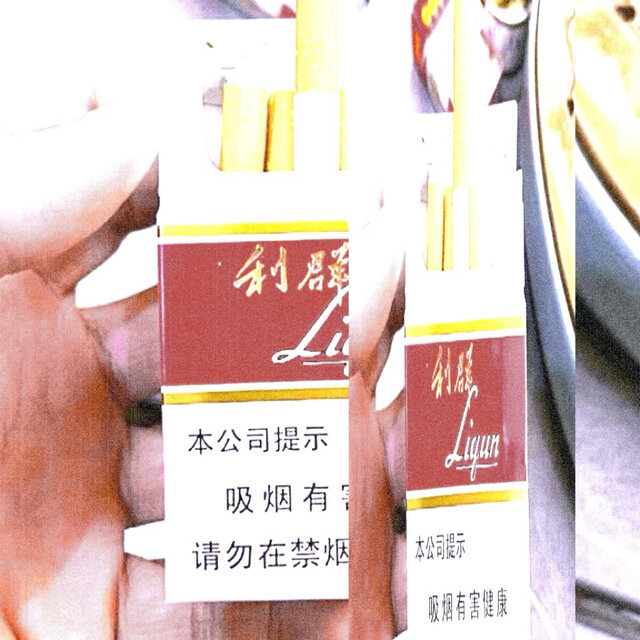 利群
Li
本公司提示
吸烟有害
请勿在禁烟
利群
Liqun
本公司提示
吸烟有害健康